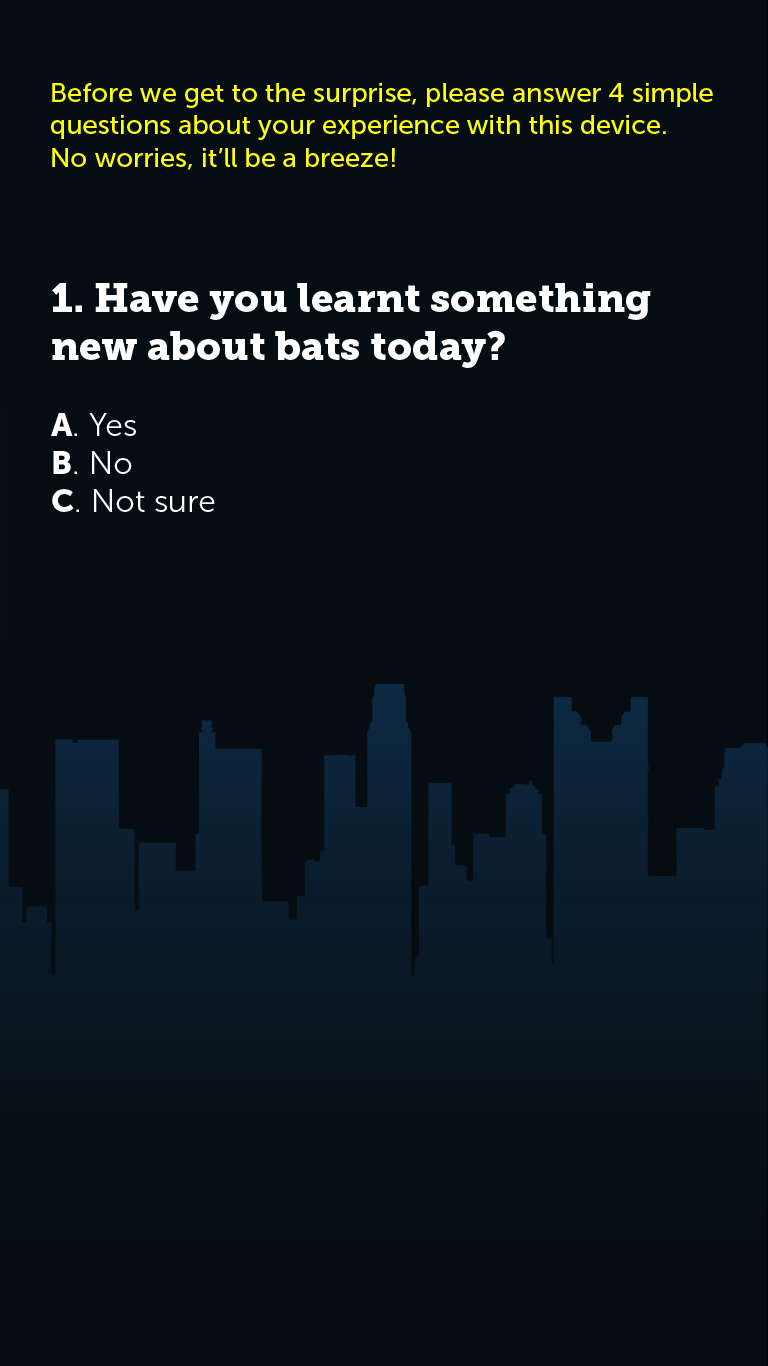 Before we get to the surprise, please answer 4 simple
questions about your experience with this device.
No worries, it’ll be a breeze!
1. Have you learnt something
new about bats today?
A. Yes
B. No
C. Not sure